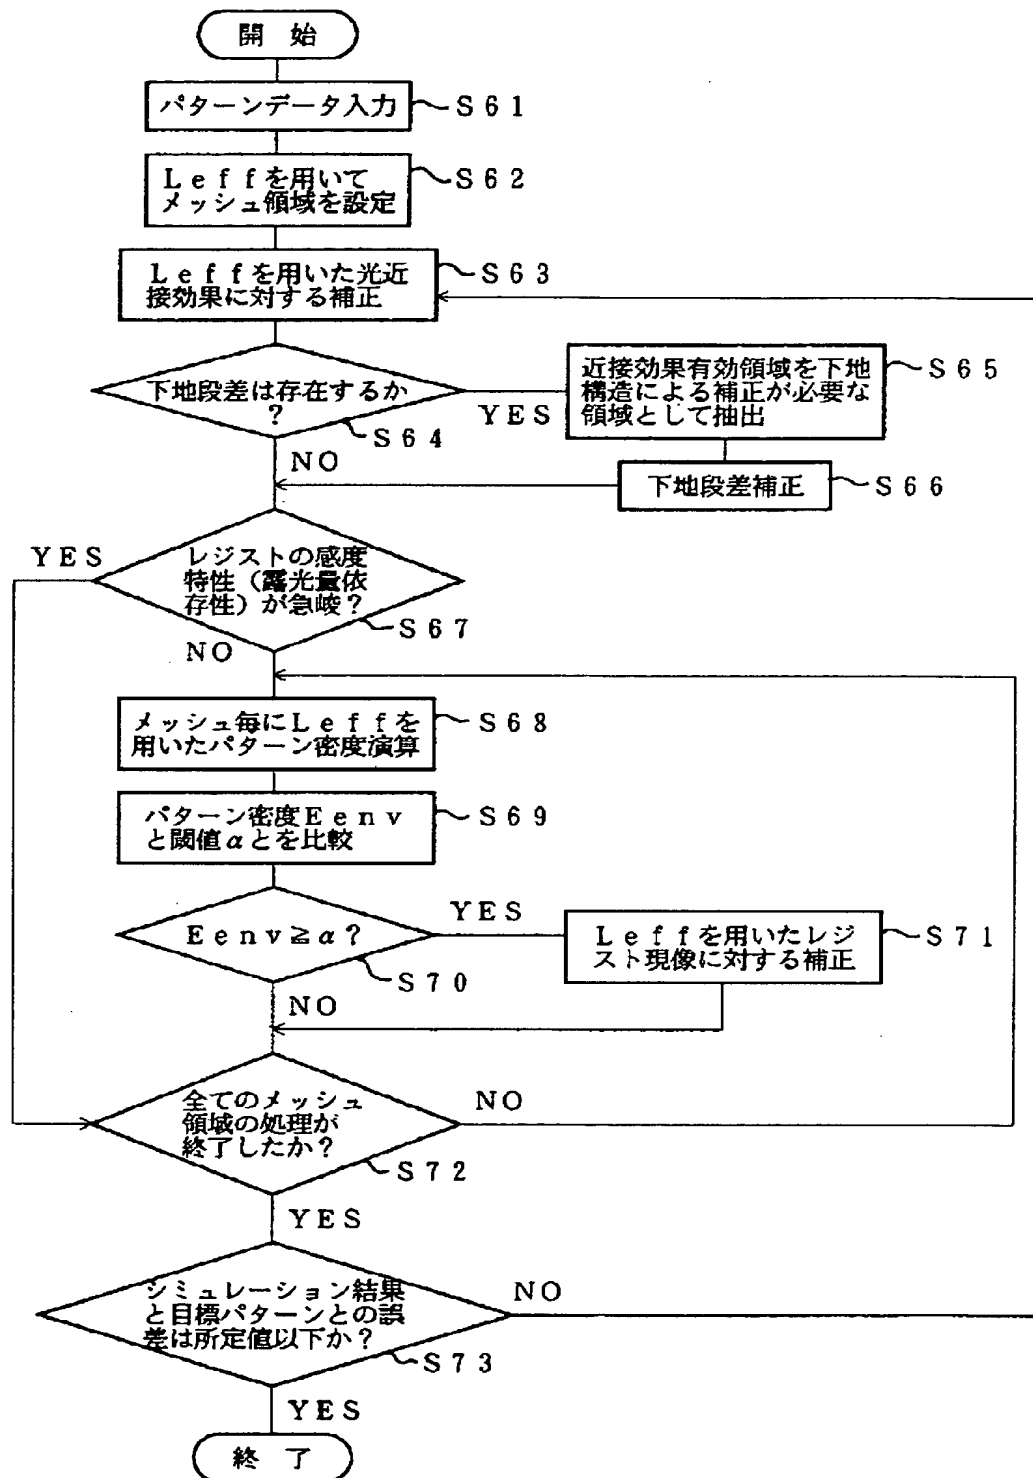 開 始
パターンデータ入力
S61
Leffを用いて
メッシュ領域を設定
S62
Leffを用いた光近
接効果に対する補正
S63
下地段差は存在するか
?
S64
YES
NO
近接効果有効領域を下地
構造による補正が必要な
領域として抽出
S65
下地段差補正
S66
YES
レジストの感度
特性（露光量依
存性）が急峻？
S67
NO
メッシュ毎にLeffを
用いたパターン密度演算
S68
パターン密度Eenv
と閾値αとを比較
S69
Eenv≧α？
S70
YES
NO
Leffを用いたレジ
スト現像に対する補正
S71
全てのメッシュ
領域の処理が
終了したか？
S72
NO
YES
シミュレーション結果
と目標パターンとの誤
差は所定値以下か？
S73
NO
YES
終 了